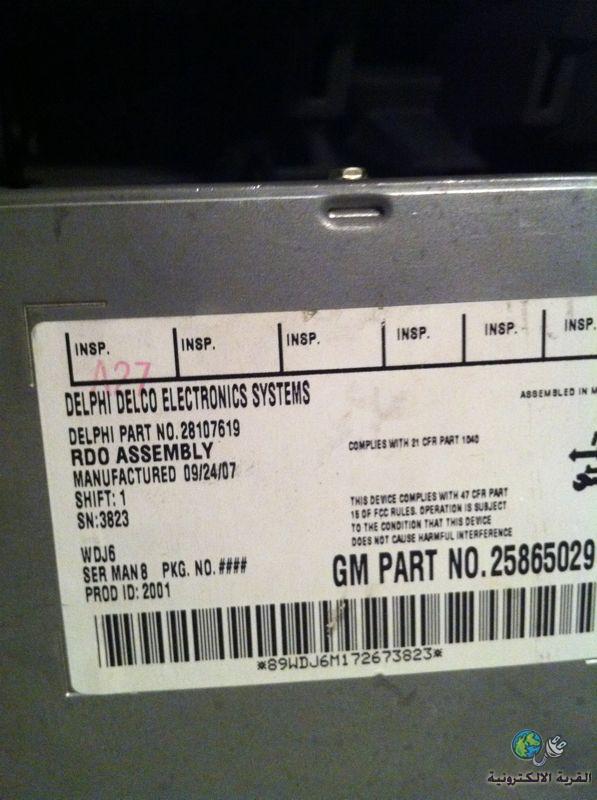 INSP. INSP. INSP. INSP. INSP. INSP.
A27
DELPHI DELCO ELECTRONICS SYSTEMS
ASSEMBLED IN M
DELPHI PART NO. 28107619
RDO ASSEMBLY
COMPLIES WITH 21 CFR PART 1040
MANUFACTURED 09/24/07
SHIFT: 1
SN:3823
THIS DEVICE COMPLIES WITH 47 CFR PART
15 OF FCC RULES. OPERATION IS SUBJECT
TO THE CONDITION THAT THIS DEVICE
DOES NOT CAUSE HARMFUL INTERFERENCE
WDJ6
SER MAN 8 PKG. NO. ####
PROD ID: 2001
GM PART NO. 25865029
*89WDJ6M172673823*
القرية الالكترونية